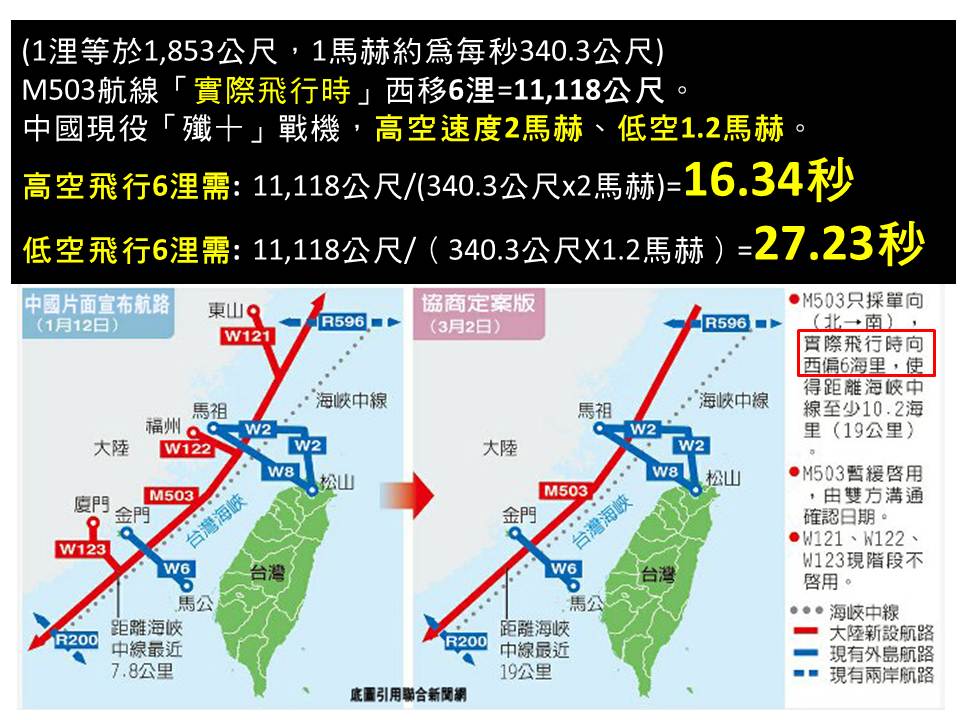 (1浬等於1,853公尺，1馬赫約為每秒340.3公尺)
M503航線「實際飛行時」西移6浬=11,118公尺。
中國現役「殲十」戰機，高空速度2馬赫、低空1.2馬赫。
高空飛行6浬需: 11,118公尺/(340.3公尺x2馬赫)=16.34秒
低空飛行6浬需: 11,118公尺/（340.3公尺X1.2馬赫）=27.23秒
中國片面宣布航路
（1月12日）
東山
W121
R596
海峽中線
馬祖
福州
W2
W122
W2
大陸
W8
松山
M503
廈門
金門
台灣海峽
W123
W6
台灣
馬公
R200
距離海峽
中線最近
7.8公里
協商定案版
（3月2日）
R596
海峽中線
馬祖
W2
W2
大陸
W8
松山
M503
金門
台灣海峽
W6
台灣
馬公
R200
距離海峽
中線最近
19公里
●M503只採單向
（北→南），
實際飛行時向
西偏6海里，使
得距離海峽中
線至少10.2海
里（19公里）
。
●M503暫緩啓用
，由雙方溝通
確認日期。
●W121、W122、
W123現階段不
啓用。
海峽中線
大陸新設航路
現有外島航路
現有兩岸航路
底圖引用聯合新聞網